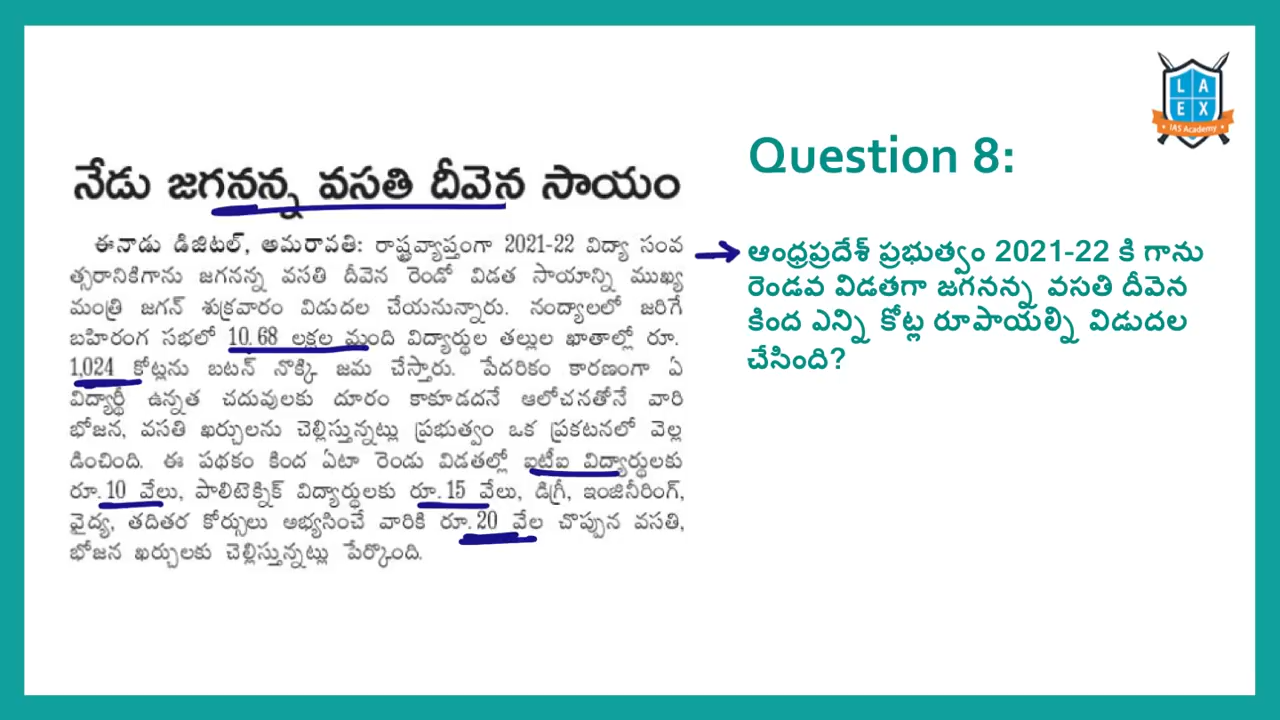 నేడు జగనన్న వసతి దీవెన సాయం
ఈనాడు డిజిటల్, అమరావతి: రాష్ట్రవ్యాప్తంగా 2021-22 విద్యా సంవ
త్సరానికిగాను జగనన్న వసతి దీవెన రెండో విడత సాయాన్ని ముఖ్య
మంత్రి జగన్ శుక్రవారం విడుదల చేయనున్నారు. నంద్యాలలో జరిగే
బహిరంగ సభలో 10.68 లక్షల మంది విద్యార్థుల తల్లుల ఖాతాల్లో రూ.
1,024 కోట్లను బటన్ నొక్కి జమ చేస్తారు. పేదరికం కారణంగా ఏ
విద్యార్థీ ఉన్నత చదువులకు దూరం కాకూడదనే ఆలోచనతోనే వారి
భోజన, వసతి ఖర్చులను చెల్లిస్తున్నట్లు ప్రభుత్వం ఒక ప్రకటనలో వెల్ల
డించింది. ఈ పథకం కింద ఏటా రెండు విడతల్లో ఐటీఐ విద్యార్థులకు
రూ.10 వేలు, పాలిటెక్నిక్ విద్యార్థులకు రూ.15 వేలు, డిగ్రీ, ఇంజినీరింగ్,
వైద్య, తదితర కోర్సులు అభ్యసించే వారికి రూ.20 వేల చొప్పున వసతి,
భోజన ఖర్చులకు చెల్లిస్తున్నట్లు పేర్కొంది.
L A
E X
IAS Academy
Question 8:
ఆంధ్రప్రదేశ్ ప్రభుత్వం 2021-22 కి గాను
రెండవ విడతగా జగనన్న వసతి దీవెన
కింద ఎన్ని కోట్ల రూపాయల్ని విడుదల
చేసింది?